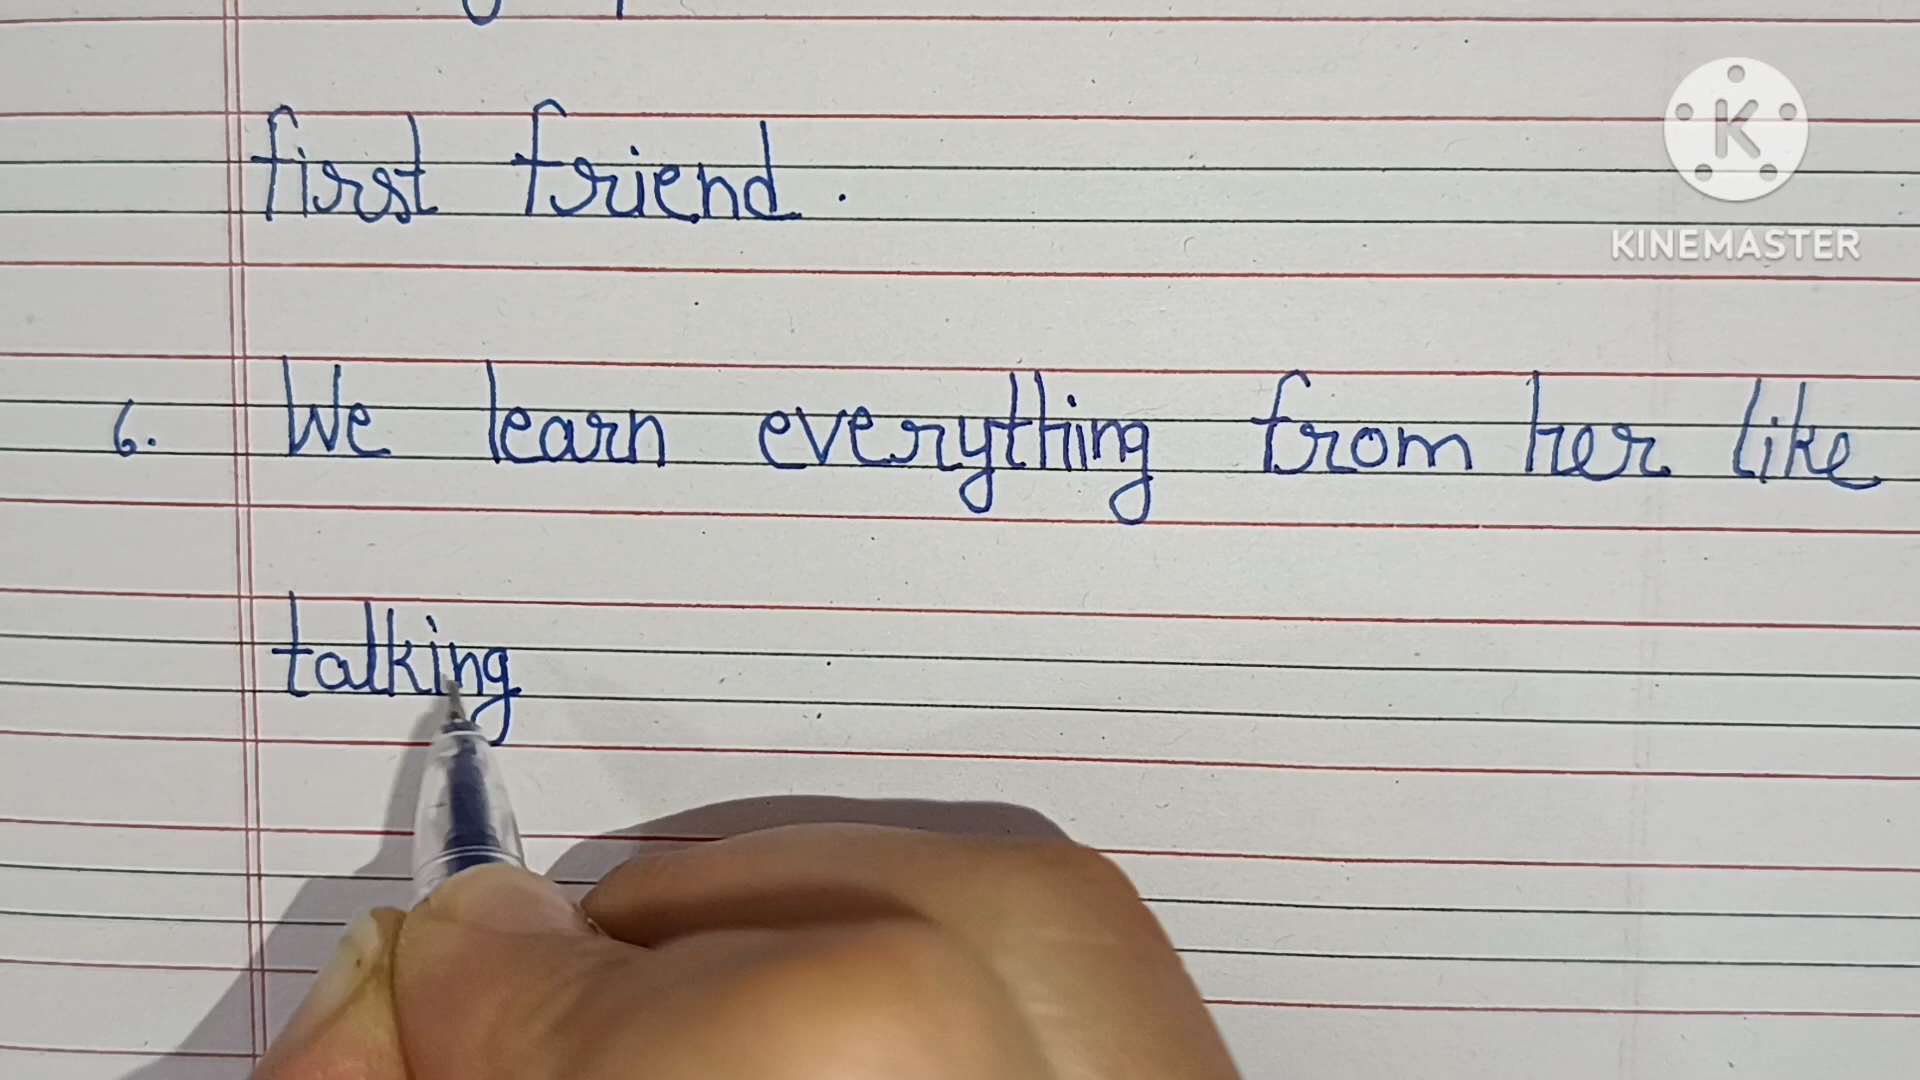 first friend.
KINEMASTER
6. We learn everything from her like
talking